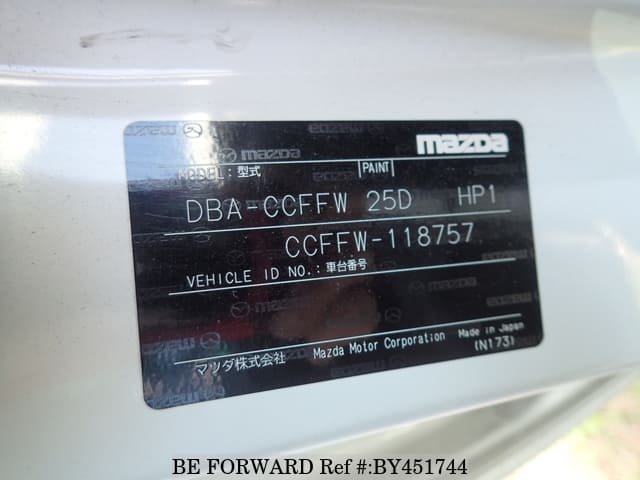 mazda
MODEL:型式 PAINT
DBA-CCFFW 25D HP1
CCFFW-118757
VEHICLE ID NO.:車台番号
マツダ株式会社 Mazda Motor Corporation Made in Japan
(N173)
BE FORWARD Ref #:BY451744